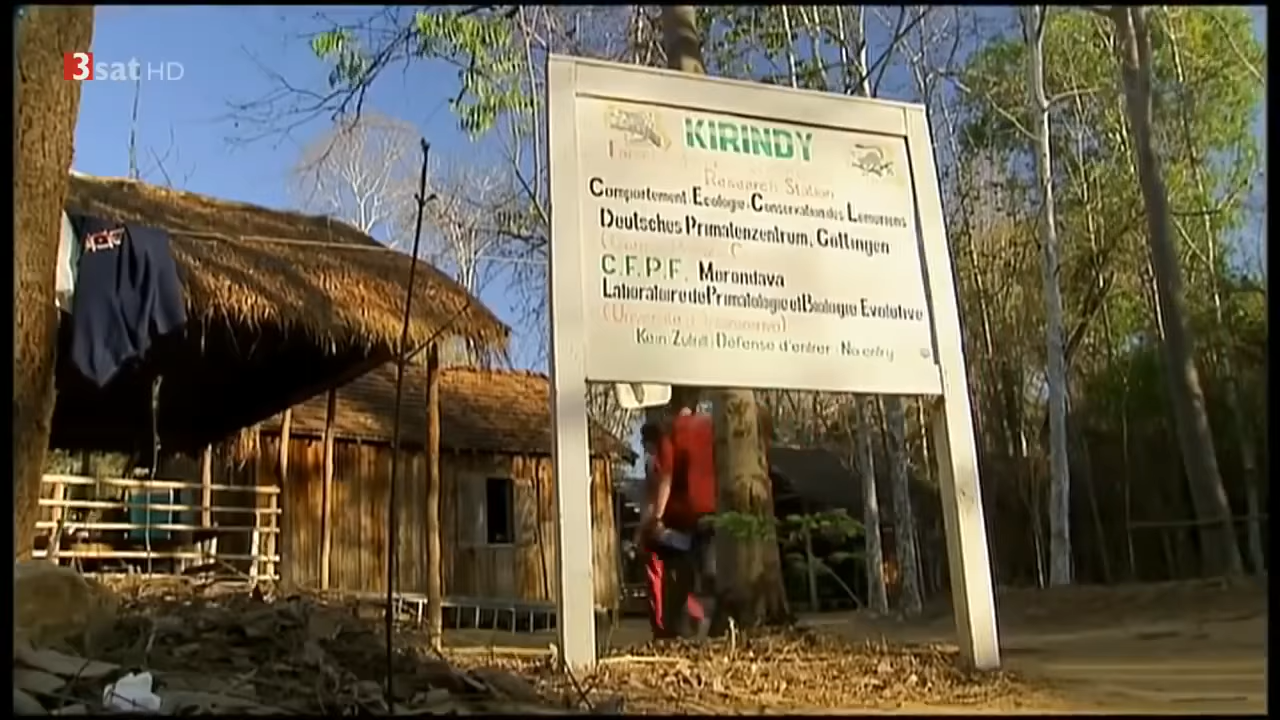 3sat HD
KIRINDY
Research Station
Comportement. Ecologie. Conservation des Lemuriens
Deutsches Primatenzentrum, Gottingen
C.F.P.F. Morondava
Laboratoire de Primatologie et Biologie Evolutive
Kein Zutritt : Défense d'entrer : No entry